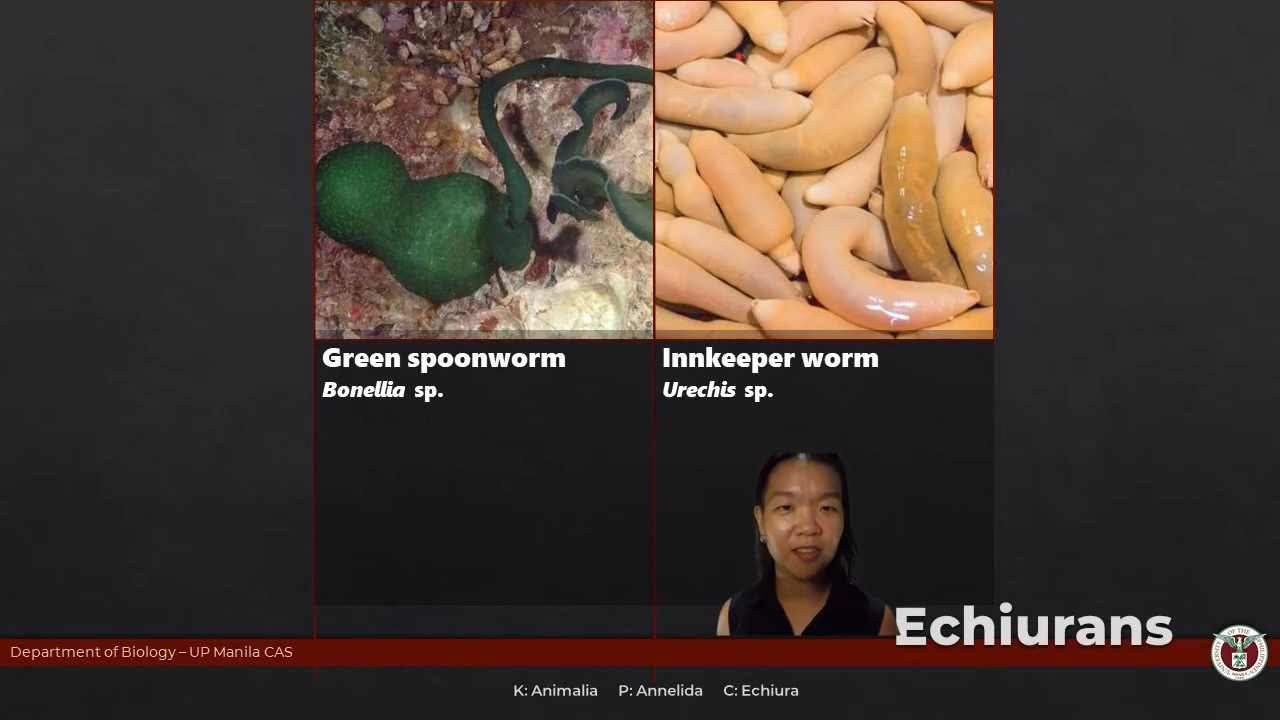 Green spoonworm
Bonellia sp.
Innkeeper worm
Urechis sp.
Echiurans
Department of Biology – UP Manila CAS
K: Animalia P: Annelida C: Echiura